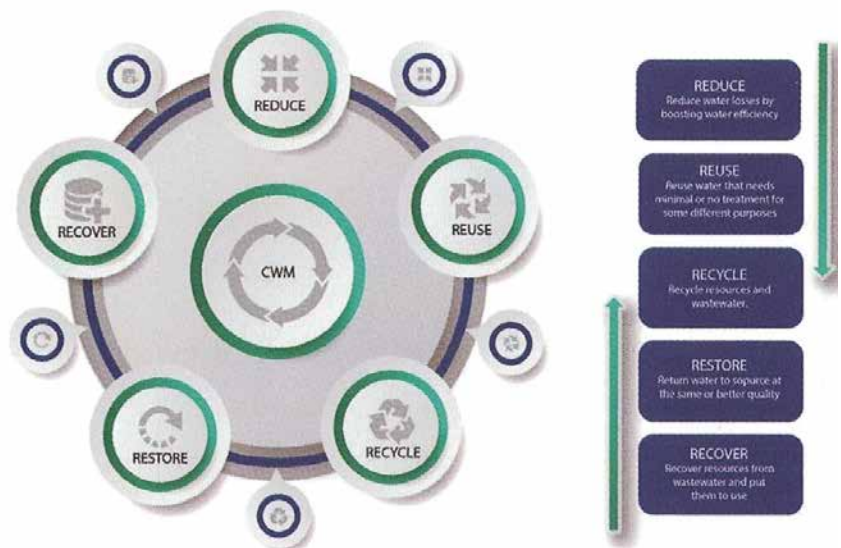 REDUCE
REUSE
RECYCLE
RESTORE
RECOVER
CWM
REDUCE
Reduce water losses by
boosting water efficiency
REUSE
Reuse water that needs
minimal or no treatment for
some different purposes
RECYCLE
Recycle resources and
wastewater.
RESTORE
Return water to sopurce at
the same or better quality
RECOVER
Recover resources from
wastewater and put
them to use